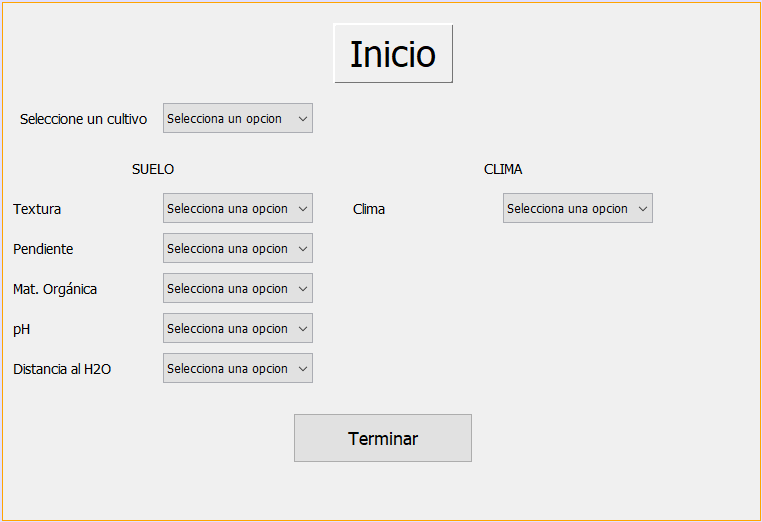 Inicio
Seleccione un cultivo Selecciona un opcion
SUELO CLIMA
Textura Selecciona una opcion Clima Selecciona una opcion
Pendiente Selecciona una opcion
Mat. Orgánica Selecciona una opcion
pH Selecciona una opcion
Distancia al H2O Selecciona una opcion
Terminar